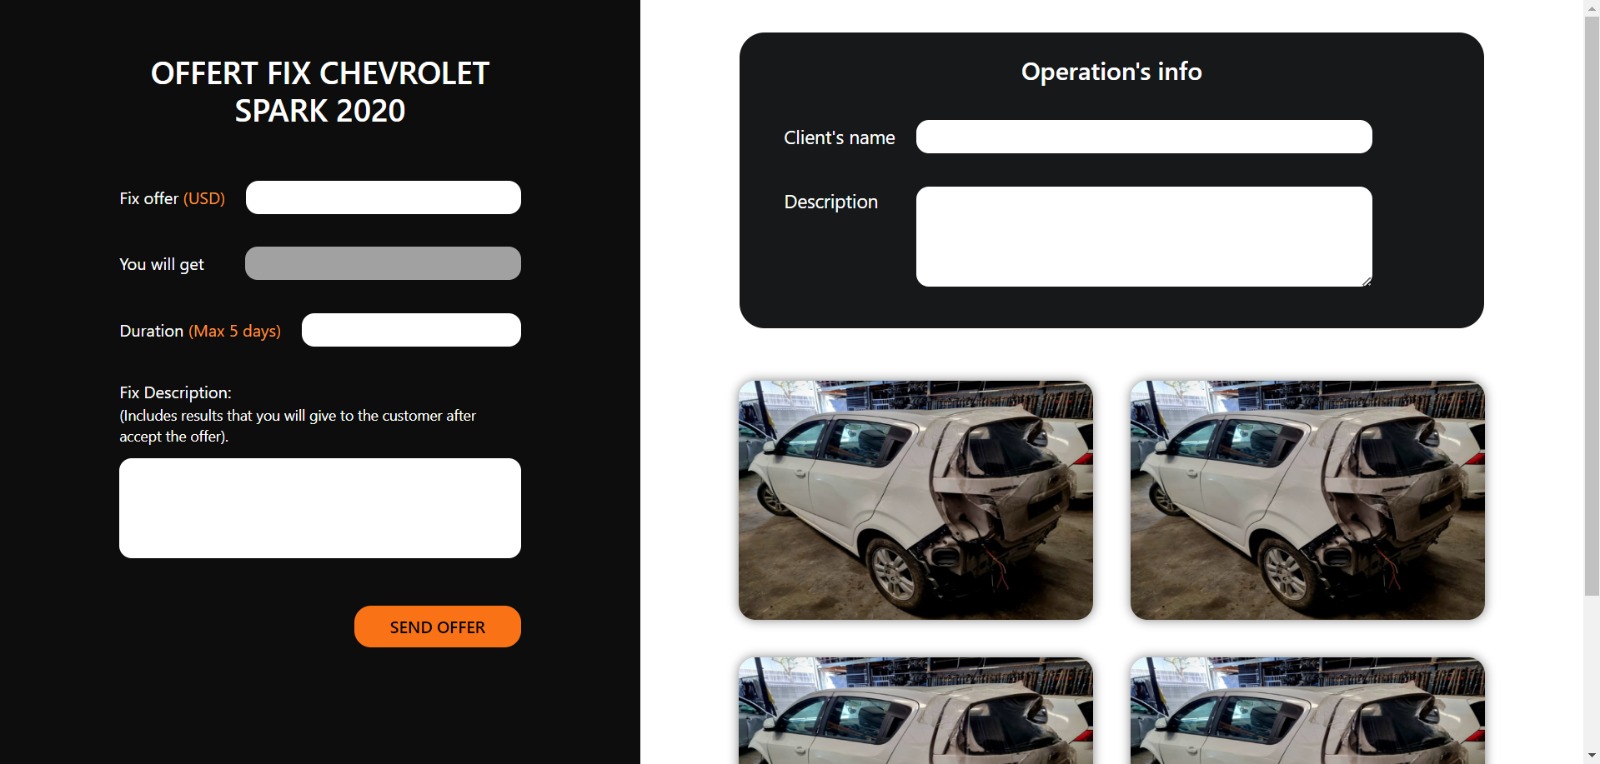 OFFERT FIX CHEVROLET
SPARK 2020
Fix offer (USD)
You will get
Duration (Max 5 days)
Fix Description:
(Includes results that you will give to the customer after
accept the offer).
SEND OFFER
Operation's info
Client's name
Description